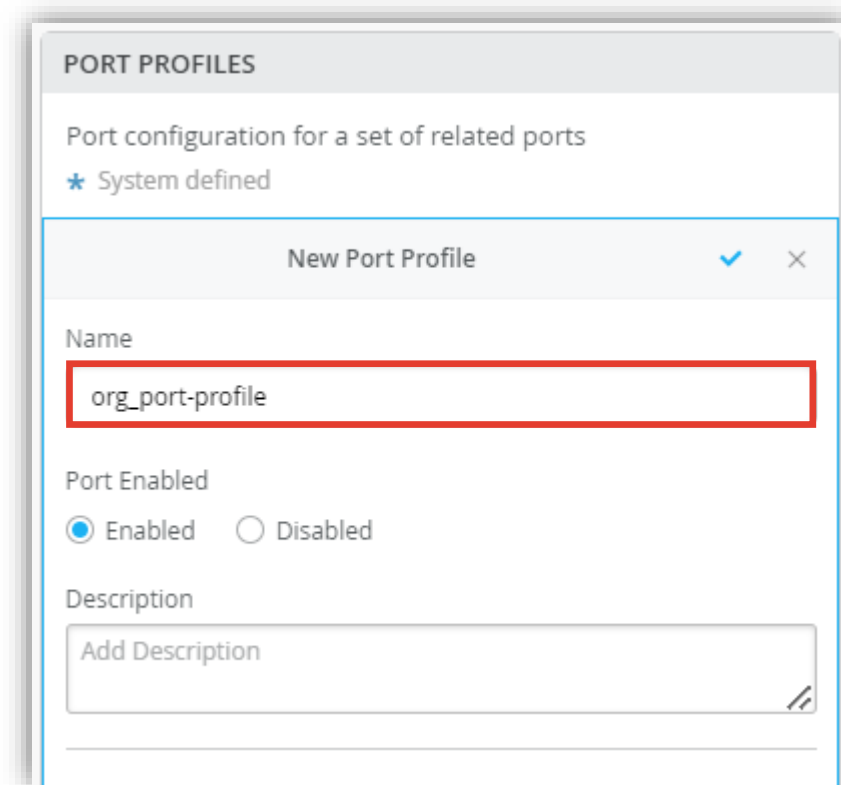 PORT PROFILES
Port configuration for a set of related ports
* System defined
New Port Profile
Name
org_port-profile
Port Enabled
Enabled Disabled
Description
Add Description